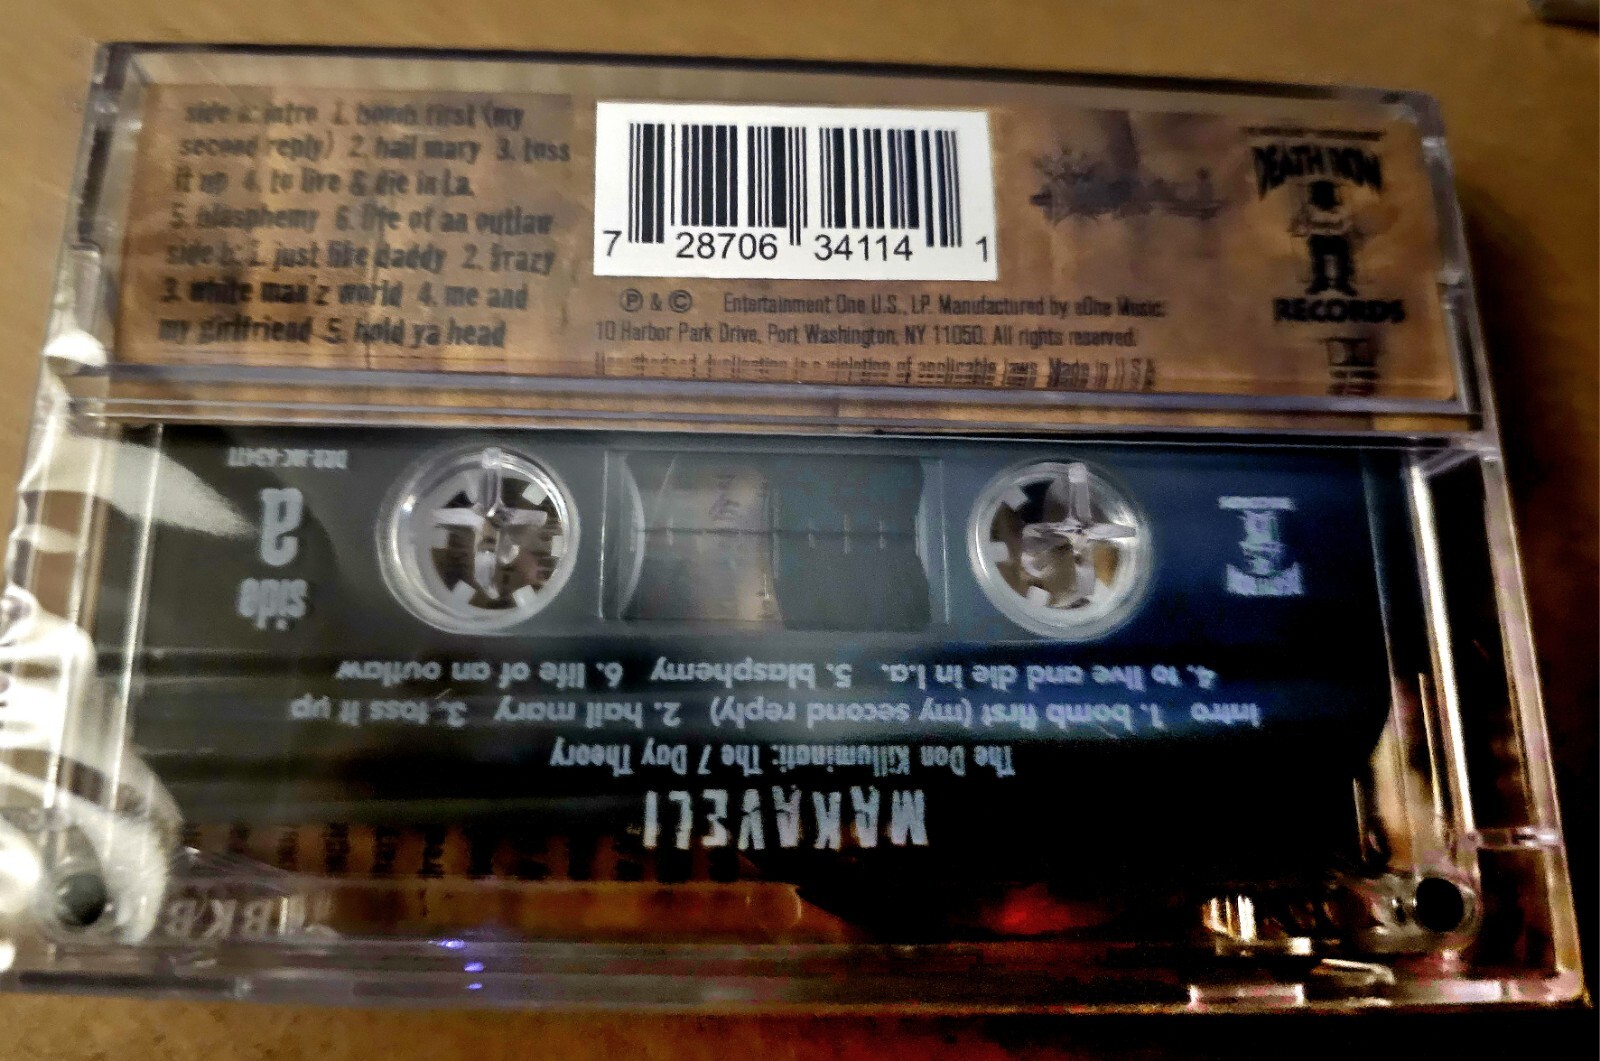 side a: intro 1. bomb first (my
second reply) 2. hail mary 3. toss
it up 4. to live & die in l.a.
5. blasphemy 6. life of an outlaw
side b: 1. just like daddy 2. krazy
3. white man'z world 4. me and
my girlfriend 5. hold ya head
7 28706 34114 1
Ⓟ & © Entertainment One U.S., LP. Manufactured by eOne Music.
10 Harbor Park Drive, Port Washington, NY 11050. All rights reserved.
Unauthorized duplication is a violation of applicable laws. Made in U.S.A.
DEATH ROW
RECORDS
MAKAVELI
The Don Killuminati: The 7 Day Theory
intro 1. bomb first (my second reply) 2. hail mary 3. toss it up
4. to live and die in l.a. 5. blasphemy 6. life of an outlaw
side
a